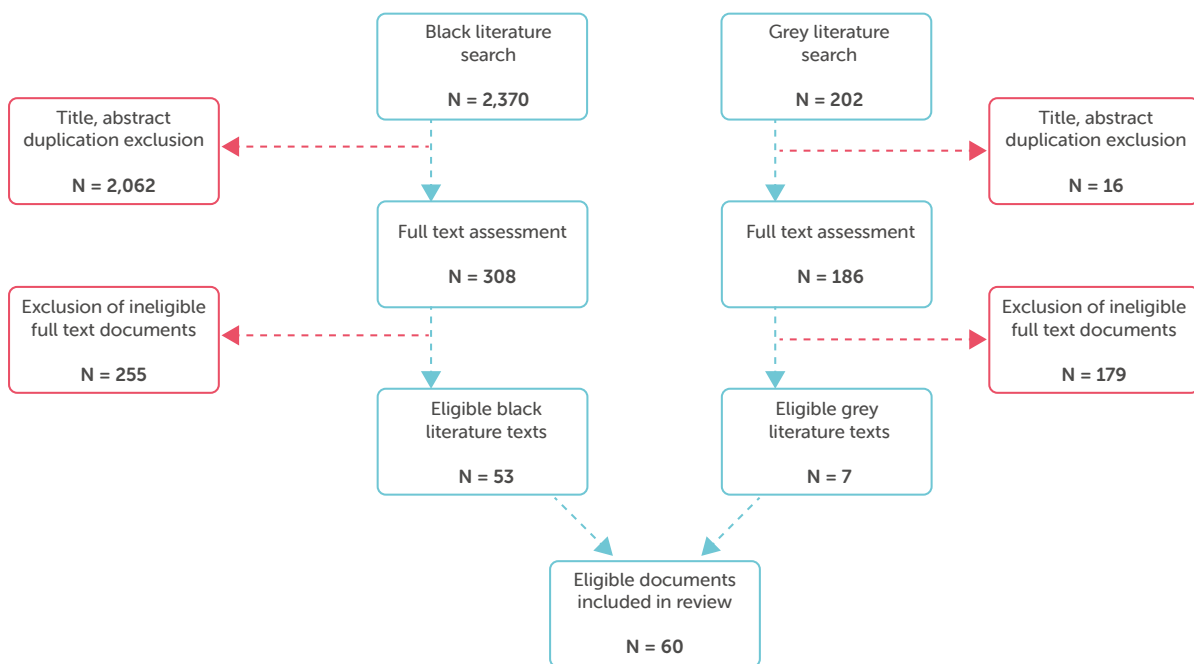 Black literature
search
N = 2,370
Grey literature
search
N = 202
Title, abstract
duplication exclusion
N = 2,062
Title, abstract
duplication exclusion
N = 16
Full text assessment
N = 308
Full text assessment
N = 186
Exclusion of ineligible
full text documents
N = 255
Exclusion of ineligible
full text documents
N = 179
Eligible black
literature texts
N = 53
Eligible grey
literature texts
N = 7
Eligible documents
included in review
N = 60